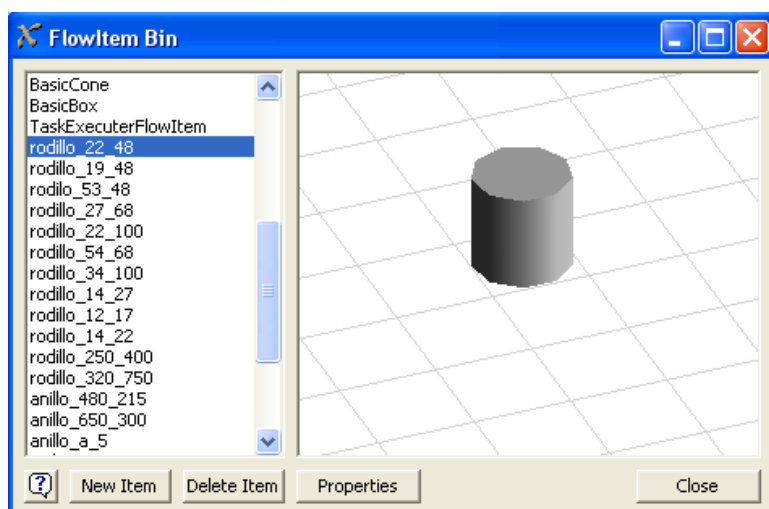 FlowItem Bin
BasicCone
BasicBox
TaskExecuterFlowItem
rodillo_22_48
rodillo_19_48
rodilo_53_48
rodillo_27_68
rodillo_22_100
rodillo_54_68
rodillo_34_100
rodillo_14_27
rodillo_12_17
rodillo_14_22
rodillo_250_400
rodillo_320_750
anillo_480_215
anillo_650_300
anillo_a_5
? New Item Delete Item Properties Close